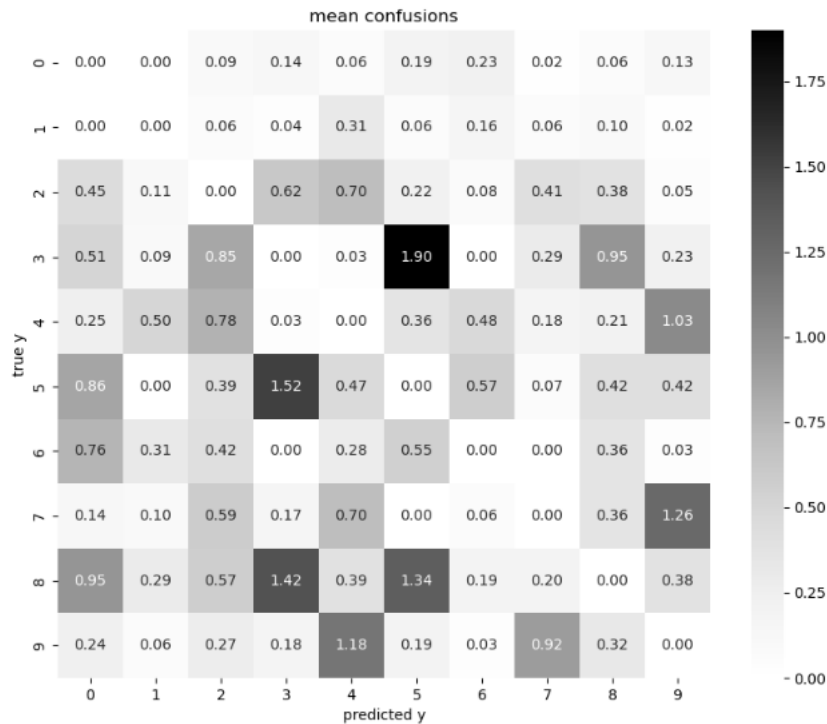 mean confusions
0 0.00 0.00 0.09 0.14 0.06 0.19 0.23 0.02 0.06 0.13
1 0.00 0.00 0.06 0.04 0.31 0.06 0.16 0.06 0.10 0.02
2 0.45 0.11 0.00 0.62 0.70 0.22 0.08 0.41 0.38 0.05
3 0.51 0.09 0.85 0.00 0.03 1.90 0.00 0.29 0.95 0.23
4 0.25 0.50 0.78 0.03 0.00 0.36 0.48 0.18 0.21 1.03
5 0.86 0.00 0.39 1.52 0.47 0.00 0.57 0.07 0.42 0.42
6 0.76 0.31 0.42 0.00 0.28 0.55 0.00 0.00 0.36 0.03
7 0.14 0.10 0.59 0.17 0.70 0.00 0.06 0.00 0.36 1.26
8 0.95 0.29 0.57 1.42 0.39 1.34 0.19 0.20 0.00 0.38
9 0.24 0.06 0.27 0.18 1.18 0.19 0.03 0.92 0.32 0.00
0 1 2 3 4 5 6 7 8 9
predicted y
true y
1.75
1.50
1.25
1.00
0.75
0.50
0.25
0.00